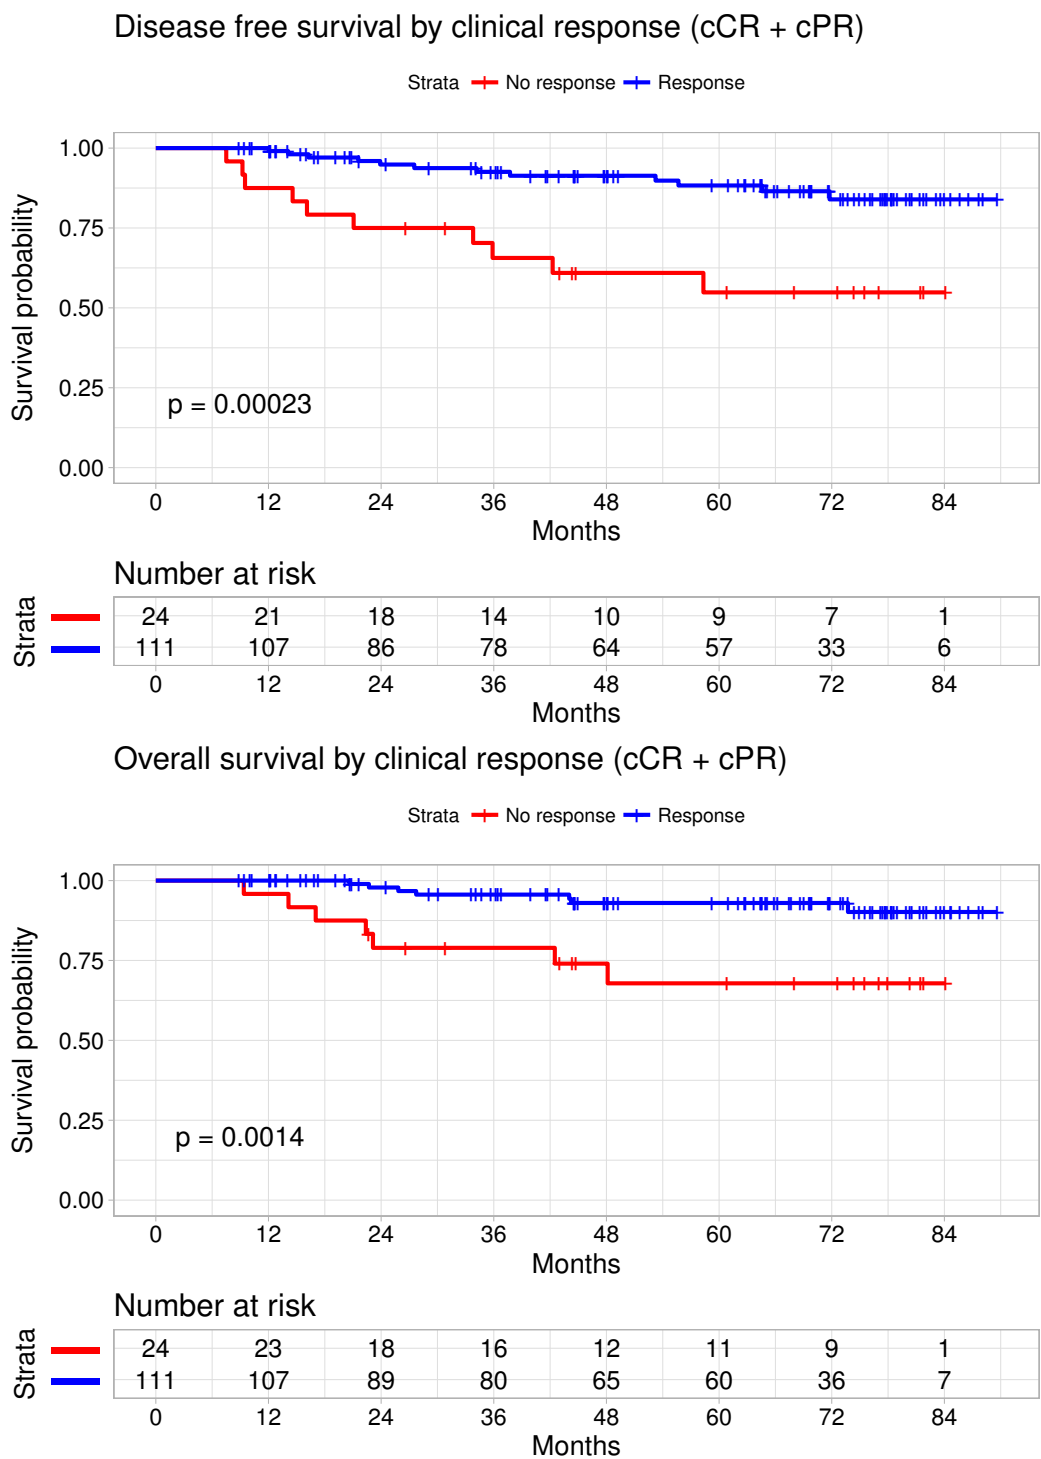 Disease free survival by clinical response (cCR + cPR)
Strata No response Response
Survival probability
1.00
0.75
0.50
0.25
0.00
p = 0.00023
0 12 24 36 48 60 72 84
Months
Number at risk
Strata
24 21 18 14 10 9 7 1
111 107 86 78 64 57 33 6
0 12 24 36 48 60 72 84
Months
Overall survival by clinical response (cCR + cPR)
Strata No response Response
Survival probability
1.00
0.75
0.50
0.25
0.00
p = 0.0014
0 12 24 36 48 60 72 84
Months
Number at risk
Strata
24 23 18 16 12 11 9 1
111 107 89 80 65 60 36 7
0 12 24 36 48 60 72 84
Months